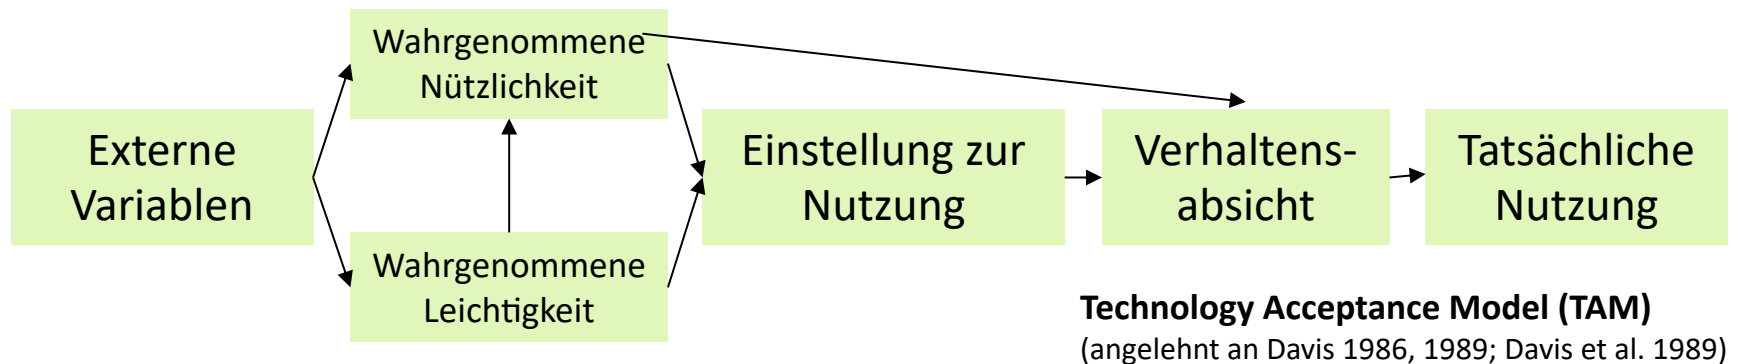 Externe
Variablen
Wahrgenommene
Nützlichkeit
Wahrgenommene
Leichtigkeit
Einstellung zur
Nutzung
Verhaltens-
absicht
Tatsächliche
Nutzung
Technology Acceptance Model (TAM)
(angelehnt an Davis 1986, 1989; Davis et al. 1989)